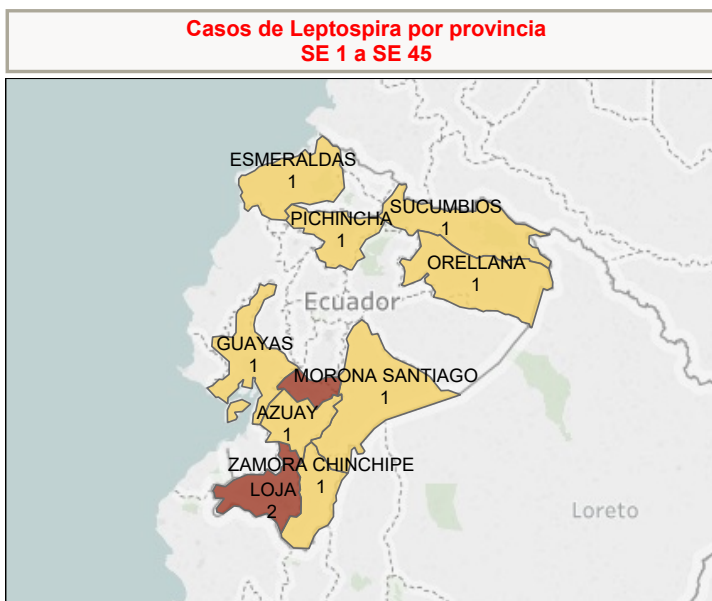 Casos de Leptospira por provincia
SE 1 a SE 45
ESMERALDAS
1
PICHINCHA
1
SUCUMBIOS
1
ORELLANA
1
Ecuador
GUAYAS
1
MORONA SANTIAGO
1
AZUAY
1
ZAMORA CHINCHIPE
1
LOJA
2
Loreto